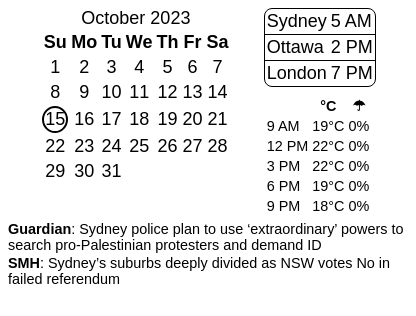 October 2023
Su Mo Tu We Th Fr Sa
1 2 3 4 5 6 7
8 9 10 11 12 13 14
15 16 17 18 19 20 21
22 23 24 25 26 27 28
29 30 31
Sydney 5 AM
Ottawa 2 PM
London 7 PM
°C ☂
9 AM 19°C 0%
12 PM 22°C 0%
3 PM 22°C 0%
6 PM 19°C 0%
9 PM 18°C 0%
Guardian: Sydney police plan to use ‘extraordinary’ powers to
search pro-Palestinian protesters and demand ID
SMH: Sydney’s suburbs deeply divided as NSW votes No in
failed referendum